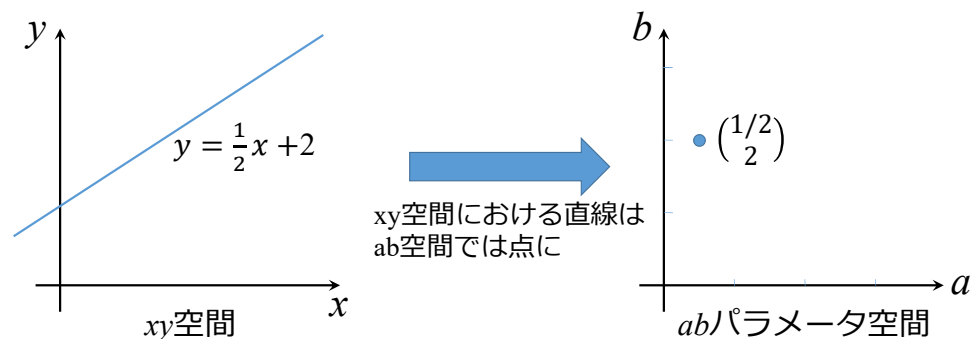 y
y = 1/2 x +2
x
xy空間
xy空間における直線は
ab空間では点に
b
(1/2
2)
a
abパラメータ空間